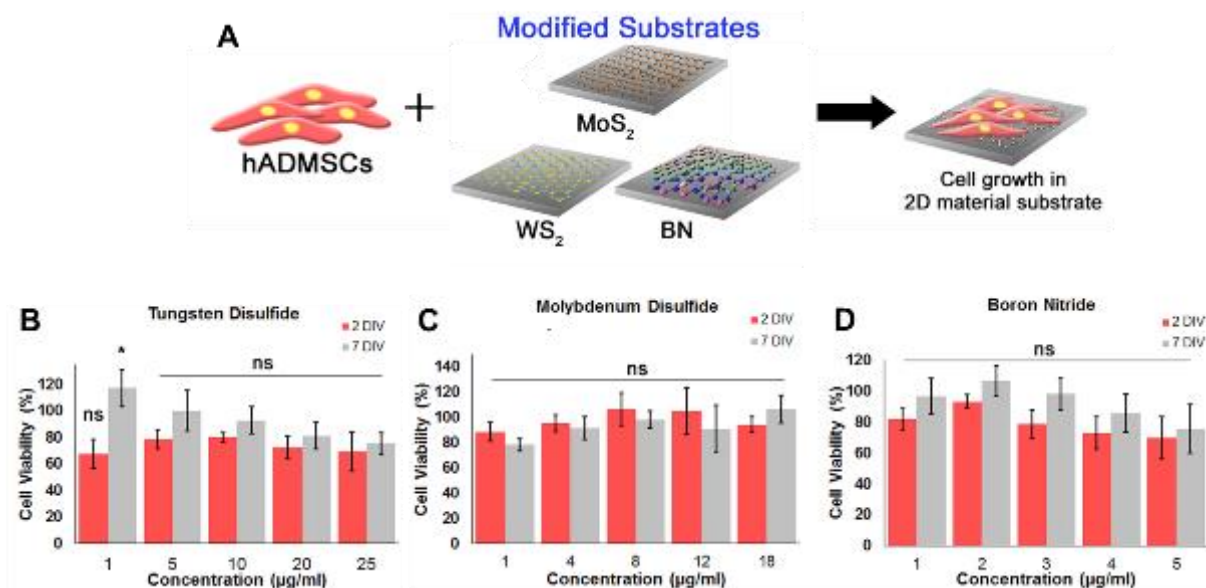 A
Modified Substrates
hADMSCs
+
MoS₂
WS₂
BN
Cell growth in
2D material substrate
B
Tungsten Disulfide
2 DIV
7 DIV
Cell Viability (%)
120
100
80
60
40
20
0
ns
*
ns
1 5 10 20 25
Concentration (µg/ml)
C
Molybdenum Disulfide
2 DIV
7 DIV
Cell Viability (%)
140
120
100
80
60
40
20
0
ns
1 4 8 12 18
Concentration (µg/ml)
D
Boron Nitride
2 DIV
7 DIV
Cell Viability (%)
120
100
80
60
40
20
0
ns
1 2 3 4 5
Concentration (µg/ml)